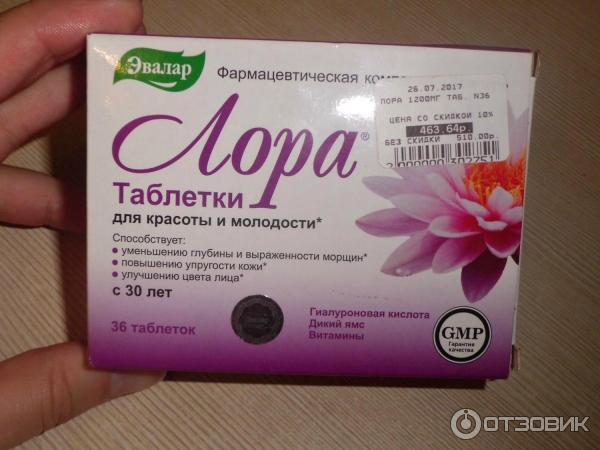 Эвалар
Фармацевтическая
26.07.2017
ЛОРА 1200МГ ТАБ. N36
ЦЕНА СО СКИДКОЙ 10%
463.64р.
БЕЗ СКИДКИ 510.00р.
2000000302751
Лора®
Таблетки
для красоты и молодости*
Способствует:
• уменьшению глубины и выраженности морщин*
• повышению упругости кожи*
• улучшению цвета лица*
с 30 лет
36 таблеток
Гиалуроновая кислота
Дикий ямс
Витамины
GMP
Гарантия
качества
ОТЗОВИК